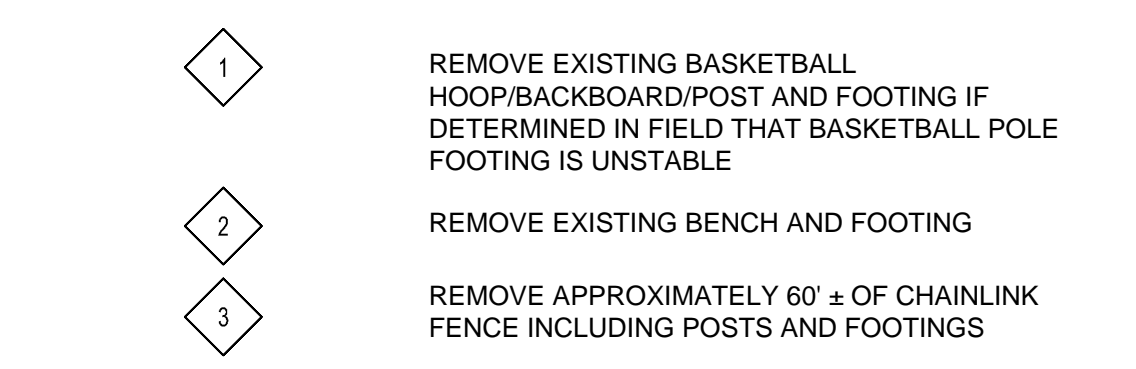 1
REMOVE EXISTING BASKETBALL
HOOP/BACKBOARD/POST AND FOOTING IF
DETERMINED IN FIELD THAT BASKETBALL POLE
FOOTING IS UNSTABLE
2
REMOVE EXISTING BENCH AND FOOTING
3
REMOVE APPROXIMATELY 60' ± OF CHAINLINK
FENCE INCLUDING POSTS AND FOOTINGS